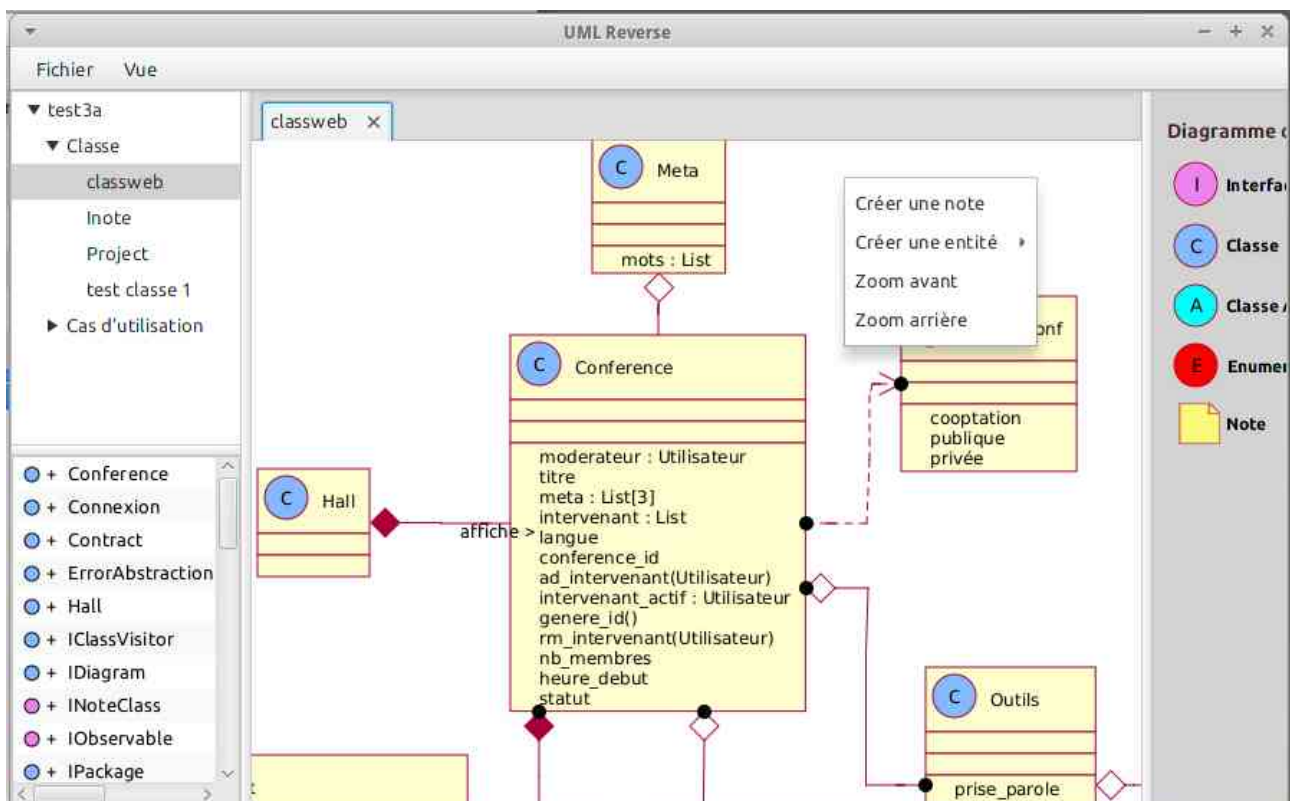 UML Reverse
Fichier Vue
test3a
Classe
classweb
Inote
Project
test classe 1
Cas d'utilisation
+ Conference
+ Connexion
+ Contract
+ ErrorAbstraction
+ Hall
+ IClassVisitor
+ IDiagram
+ INoteClass
+ IObservable
+ IPackage
classweb
C Meta
mots : List
Créer une note
Créer une entité
Zoom avant
Zoom arrière
onf
cooptation
publique
privée
C Conference
moderateur : Utilisateur
titre
meta : List[3]
intervenant : List
langue
conference_id
ad_intervenant(Utilisateur)
intervenant_actif : Utilisateur
genere_id()
rm_intervenant(Utilisateur)
nb_membres
heure_debut
statut
C Hall
affiche >
C Outils
prise_parole
t
Diagramme
I Interfa
C Classe
A Classe
E Enumer
Note